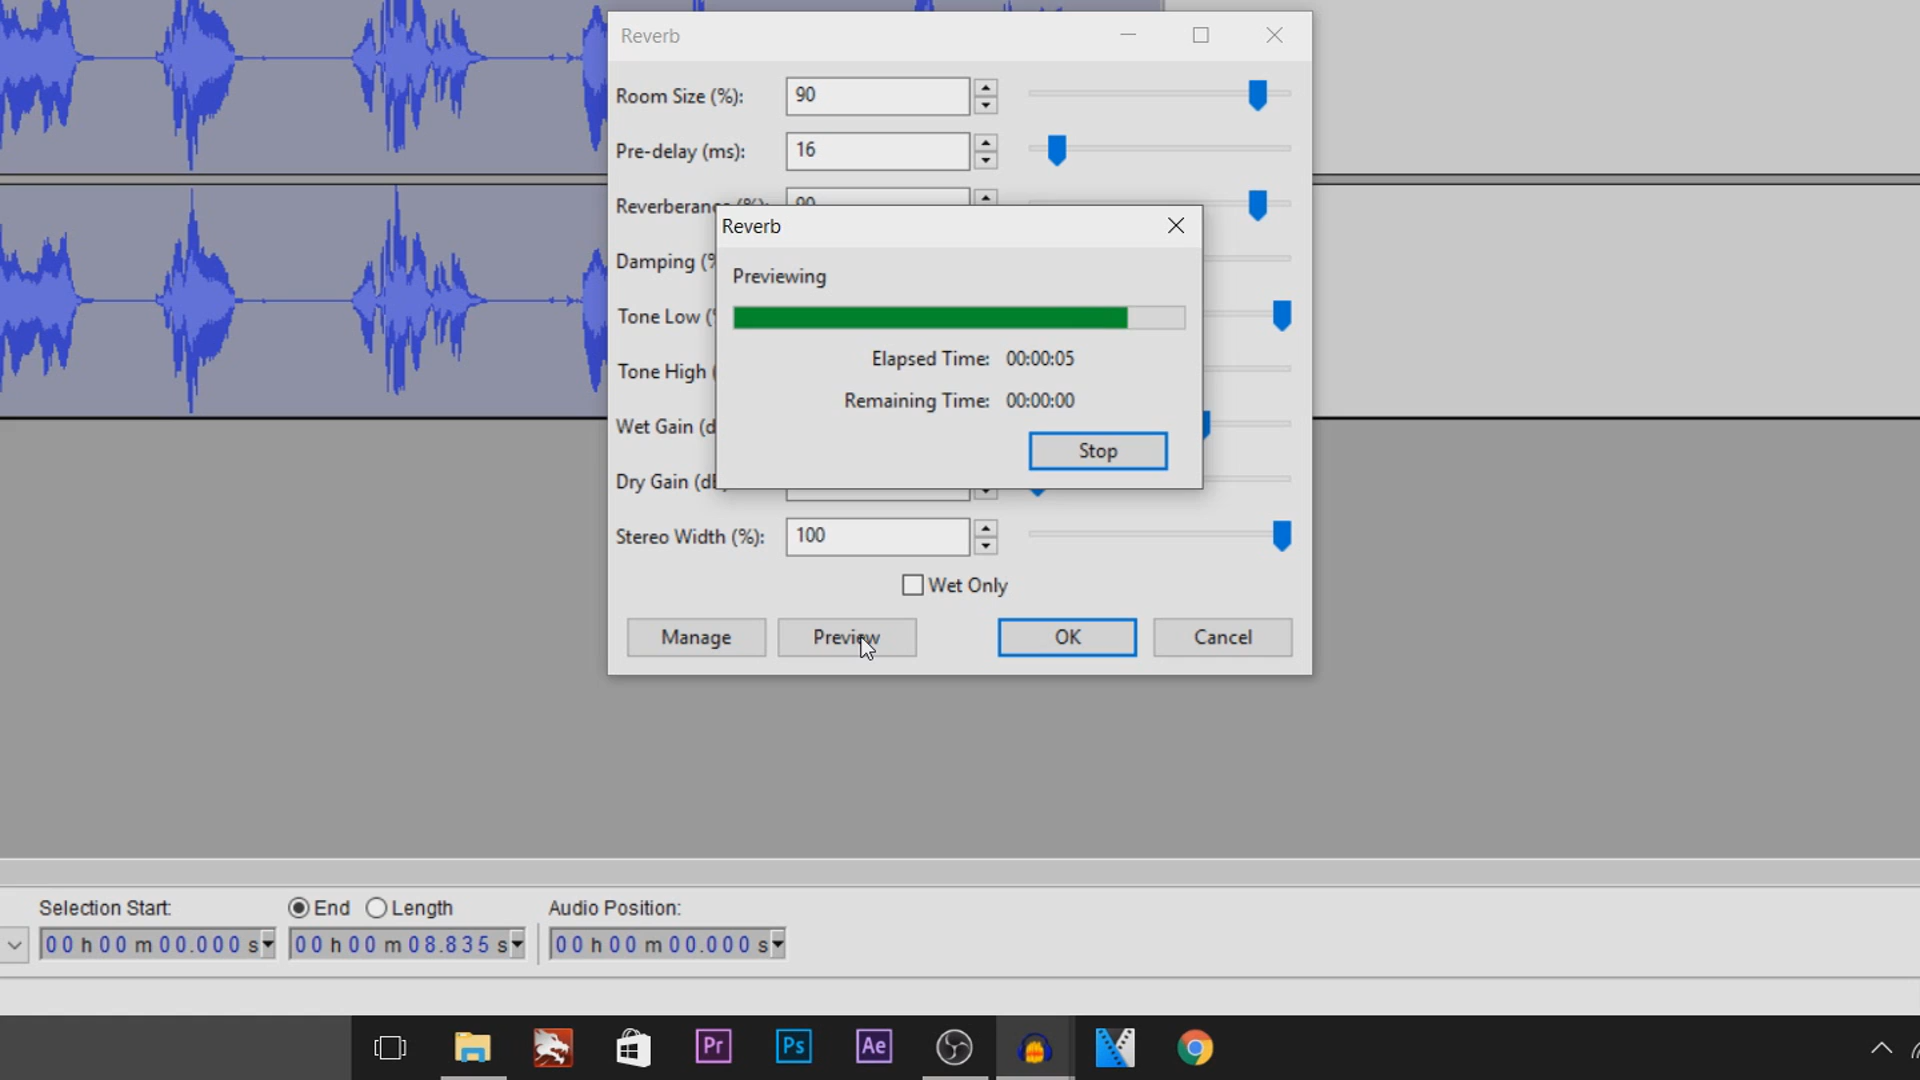 Reverb
Room Size (%): 90
Pre-delay (ms): 16
Reverberance (%): 90
Reverb
Damping (%
Previewing
Tone Low (%
Elapsed Time: 00:00:05
Tone High (
Remaining Time: 00:00:00
Wet Gain (d
Stop
Dry Gain (dB
Stereo Width (%): 100
Wet Only
Manage Preview OK Cancel
Selection Start: End Length Audio Position:
00 h 00 m 00.000 s 00 h 00 m 08.835 s 00 h 00 m 00.000 s
Pr Ps Ae